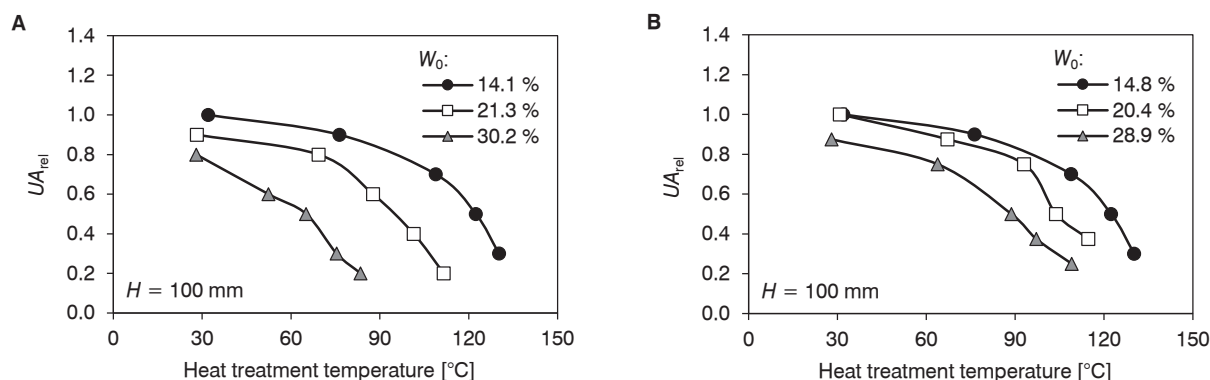 A
1.4
1.2
1.0
0.8
0.6
0.4
0.2
0.0
UArel
W0:
14.1 %
21.3 %
30.2 %
H = 100 mm
0 30 60 90 120 150
Heat treatment temperature [°C]
B
1.4
1.2
1.0
0.8
0.6
0.4
0.2
0.0
UArel
W0:
14.8 %
20.4 %
28.9 %
H = 100 mm
0 30 60 90 120 150
Heat treatment temperature [°C]